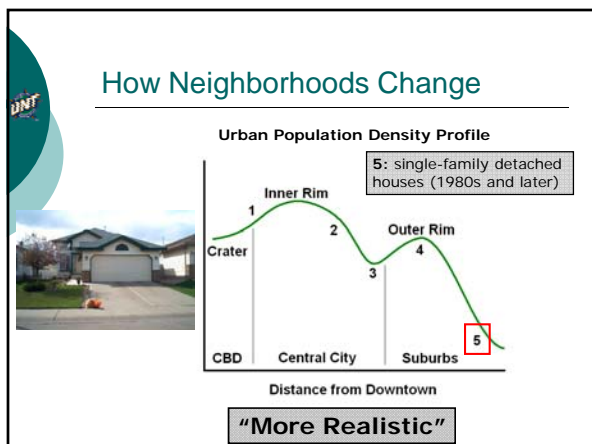 UNT
How Neighborhoods Change
Urban Population Density Profile
5: single-family detached
houses (1980s and later)
Inner Rim
1
2
Outer Rim
4
Crater
3
5
CBD
Central City
Suburbs
Distance from Downtown
"More Realistic"